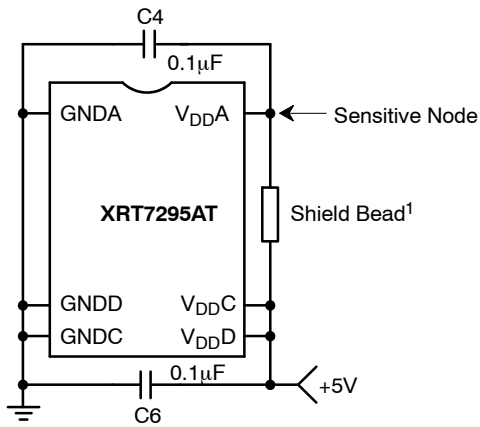 C4
0.1μF
GNDA
VDDA
Sensitive Node
XRT7295AT
Shield Bead1
GNDD
VDDC
GNDC
VDDD
0.1μF
+5V
C6